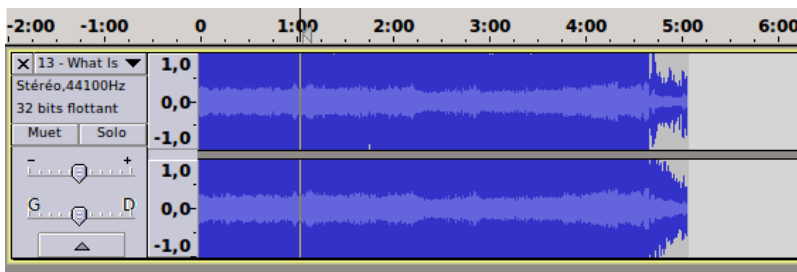 -2:00 -1:00 0 1:00 2:00 3:00 4:00 5:00 6:00
X 13 - What Is ▼
Stéréo,44100Hz
32 bits flottant
Muet Solo
- +
G D
1,0
0,0-
-1,0
1,0
0,0-
-1,0